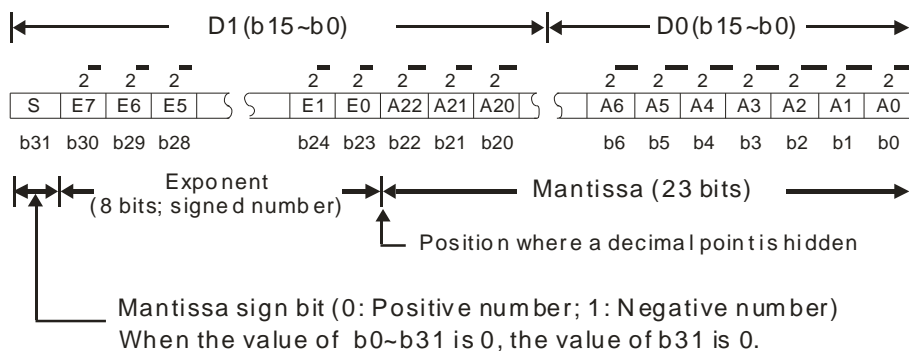 D1(b15~b0) D0(b15~b0)
2 2 2 2 2 2 2 2 2 2 2 2 2 2 2 2
S E7 E6 E5 E1 E0 A22 A21 A20 A6 A5 A4 A3 A2 A1 A0
b31 b30 b29 b28 b24 b23 b22 b21 b20 b6 b5 b4 b3 b2 b1 b0
Exponent
(8 bits; signed number)
Mantissa (23 bits)
Position where a decimal point is hidden
Mantissa sign bit (0: Positive number; 1: Negative number)
When the value of b0~b31 is 0, the value of b31 is 0.